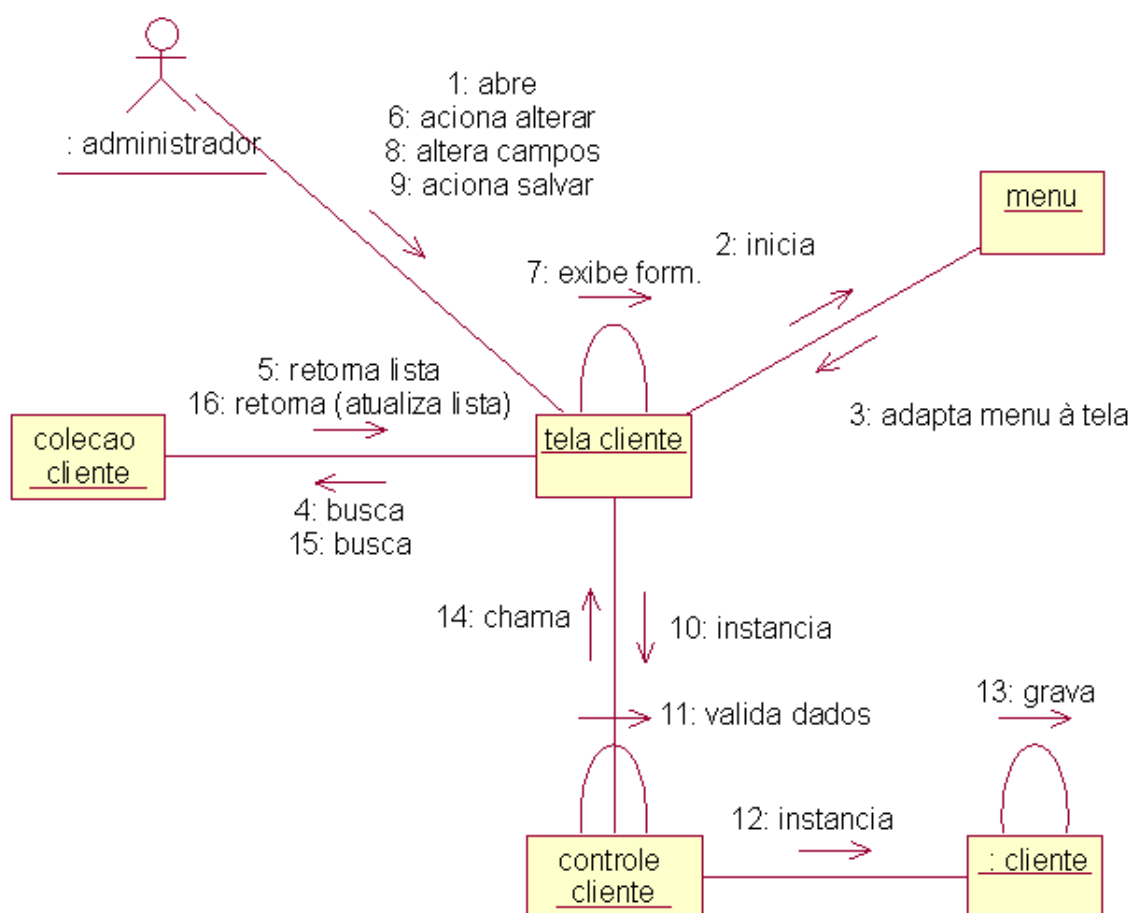 : administrador
1: abre
6: aciona alterar
8: altera campos
9: aciona salvar
menu
2: inicia
7: exibe form.
3: adapta menu à tela
5: retorna lista
16: retorna (atualiza lista)
colecao
cliente
tela cliente
4: busca
15: busca
14: chama
10: instancia
11: valida dados
13: grava
12: instancia
controle
cliente
: cliente